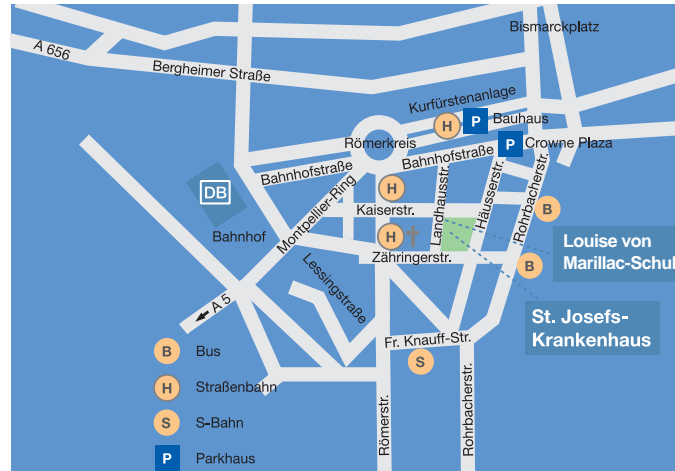 Bismarckplatz
A 656
Bergheimer Straße
Kurfürstenanlage
H
P
Bauhaus
Römerkreis
P
Crowne Plaza
Bahnhofstraße
Bahnhofstraße
DB
Bahnhof
Montpellier-Ring
H
Kaiserstr.
Landhausstr.
Häusserstr.
Rohrbacherstr.
B
H
Zähringerstr.
B
Louise von
Marillac-Schul
Lessingstraße
A 5
St. Josefs-
Krankenhaus
Fr. Knauff-Str.
S
Römerstr.
Rohrbacherstr.
B Bus
H Straßenbahn
S S-Bahn
P Parkhaus